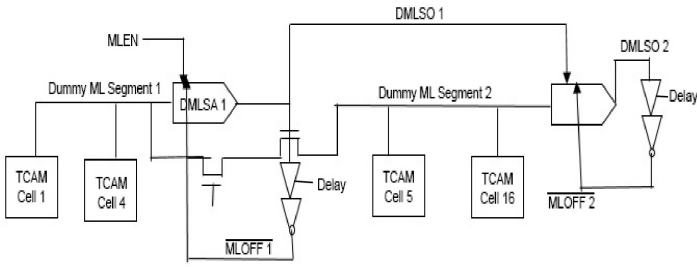 DMLSO 1
MLEN
DMLSO 2
Dummy ML Segment 1
DMLSA 1
Dummy ML Segment 2
Delay
TCAM
Cell 1
TCAM
Cell 4
Delay
TCAM
Cell 5
TCAM
Cell 16
MLOFF 2
MLOFF 1